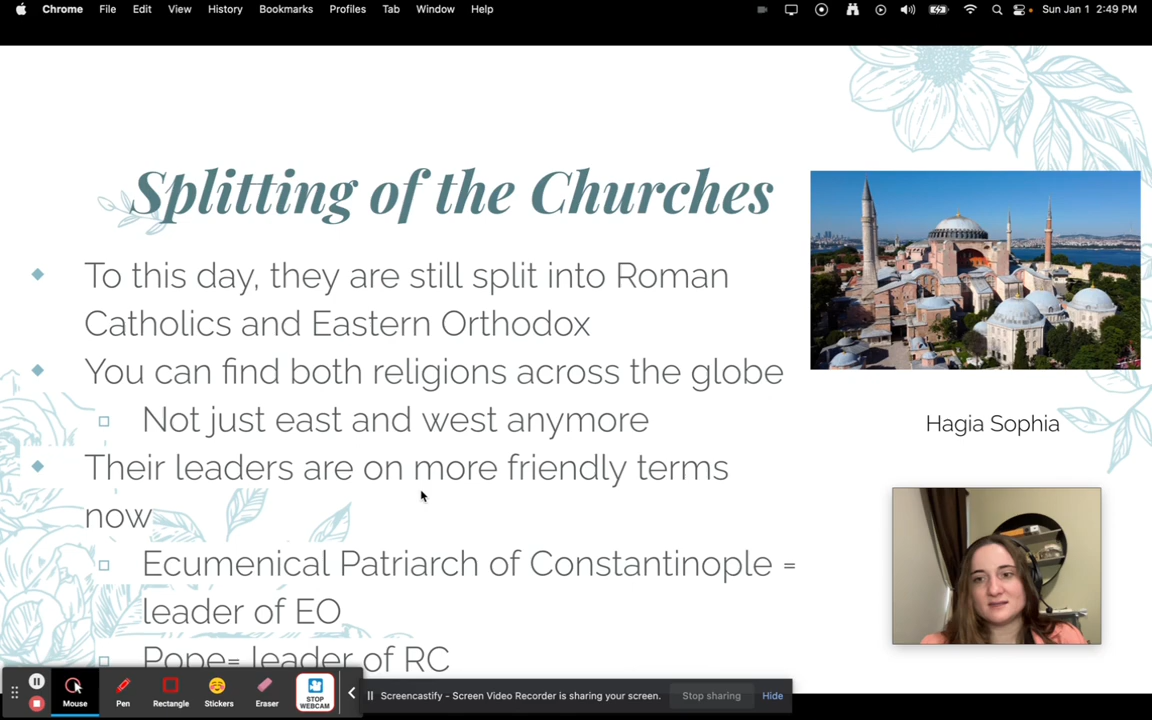 Chrome File Edit View History Bookmarks Profiles Tab Window Help Sun Jan 1 2:49 PM
Splitting of the Churches
To this day, they are still split into Roman
Catholics and Eastern Orthodox
You can find both religions across the globe
Not just east and west anymore
Their leaders are on more friendly terms
now
Ecumenical Patriarch of Constantinople =
leader of EO
Pope= leader of RC
Hagia Sophia
Mouse Pen Rectangle Stickers Eraser STOP
WEBCAM
Screencastify - Screen Video Recorder is sharing your screen. Stop sharing Hide